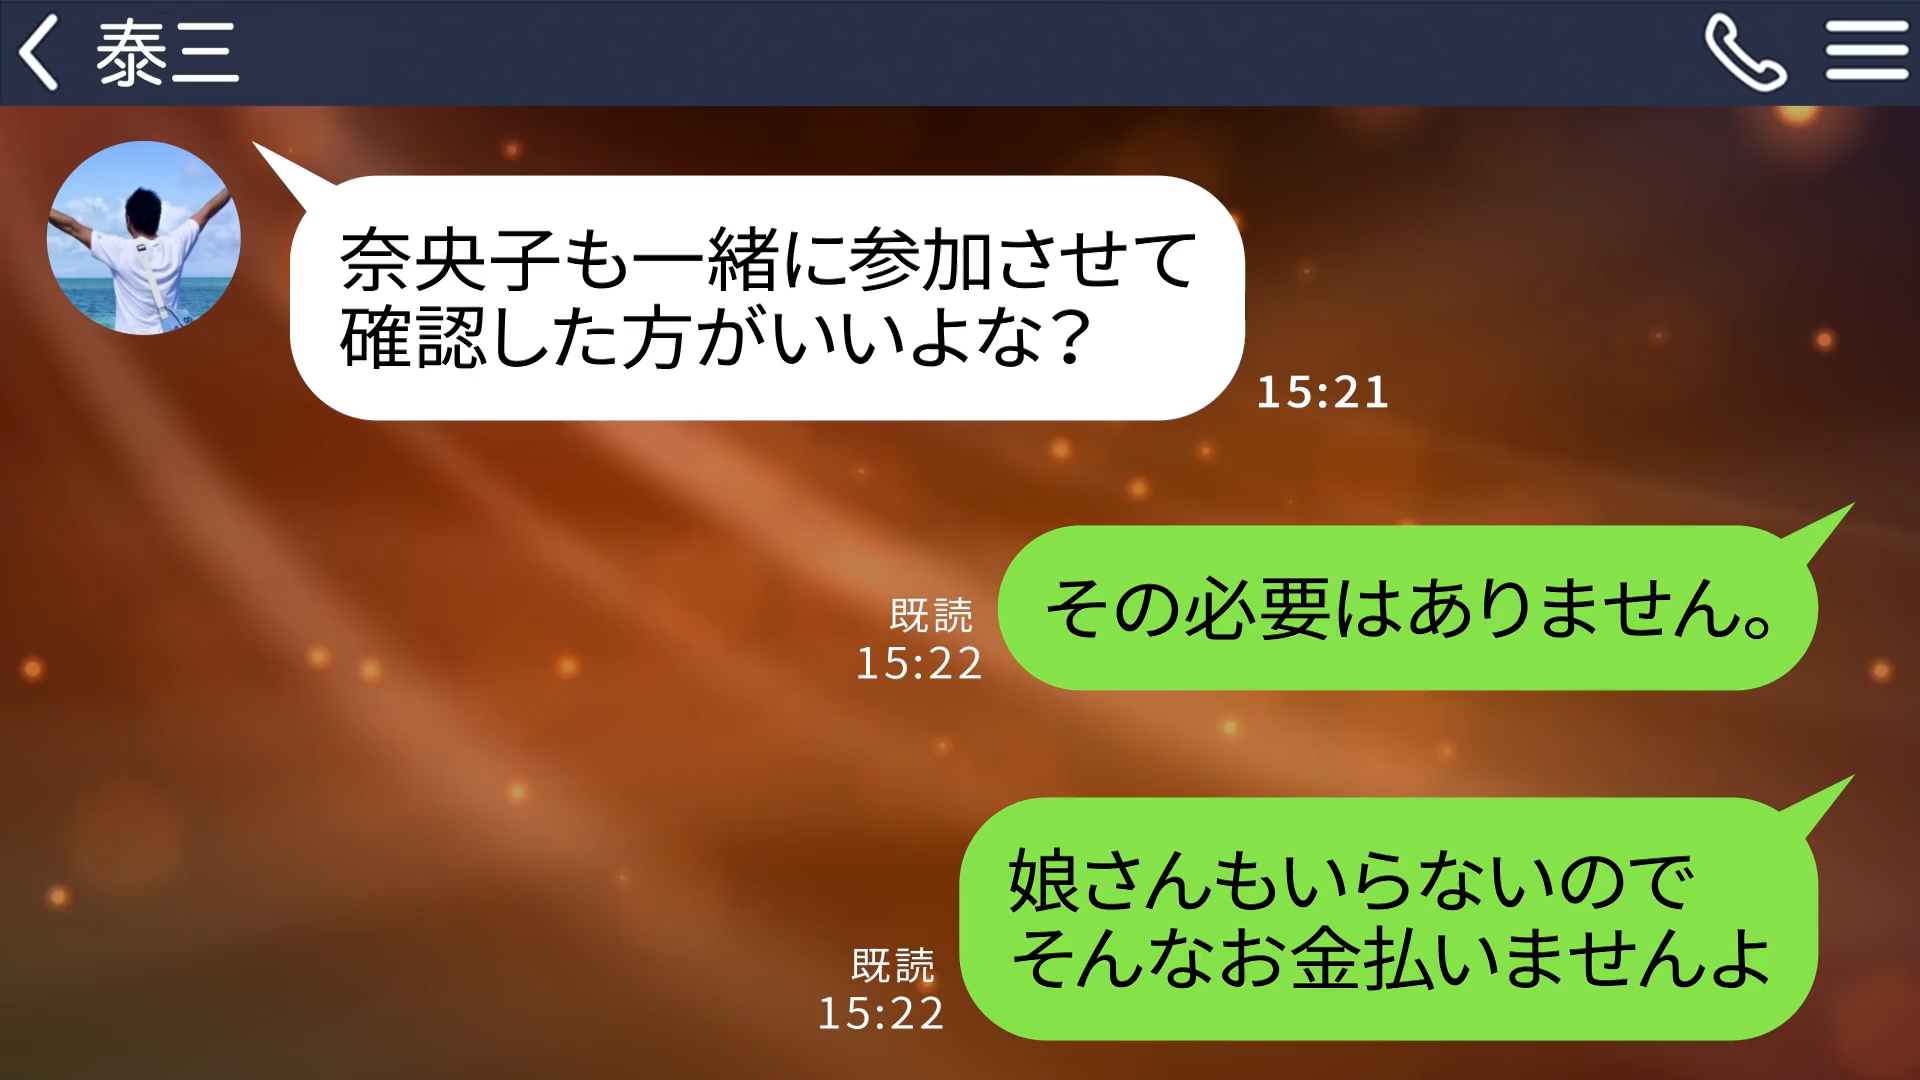 泰三
奈央子も一緒に参加させて
確認した方がいいよな？
15:21
その必要はありません。
既読
15:22
娘さんもいらないので
そんなお金払いませんよ
既読
15:22